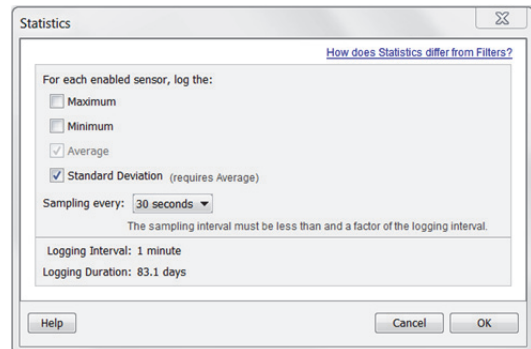 Statistics
How does Statistics differ from Filters?
For each enabled sensor, log the:
Maximum
Minimum
Average
Standard Deviation (requires Average)
Sampling every: 30 seconds
The sampling interval must be less than and a factor of the logging interval.
Logging Interval: 1 minute
Logging Duration: 83.1 days
Help Cancel OK